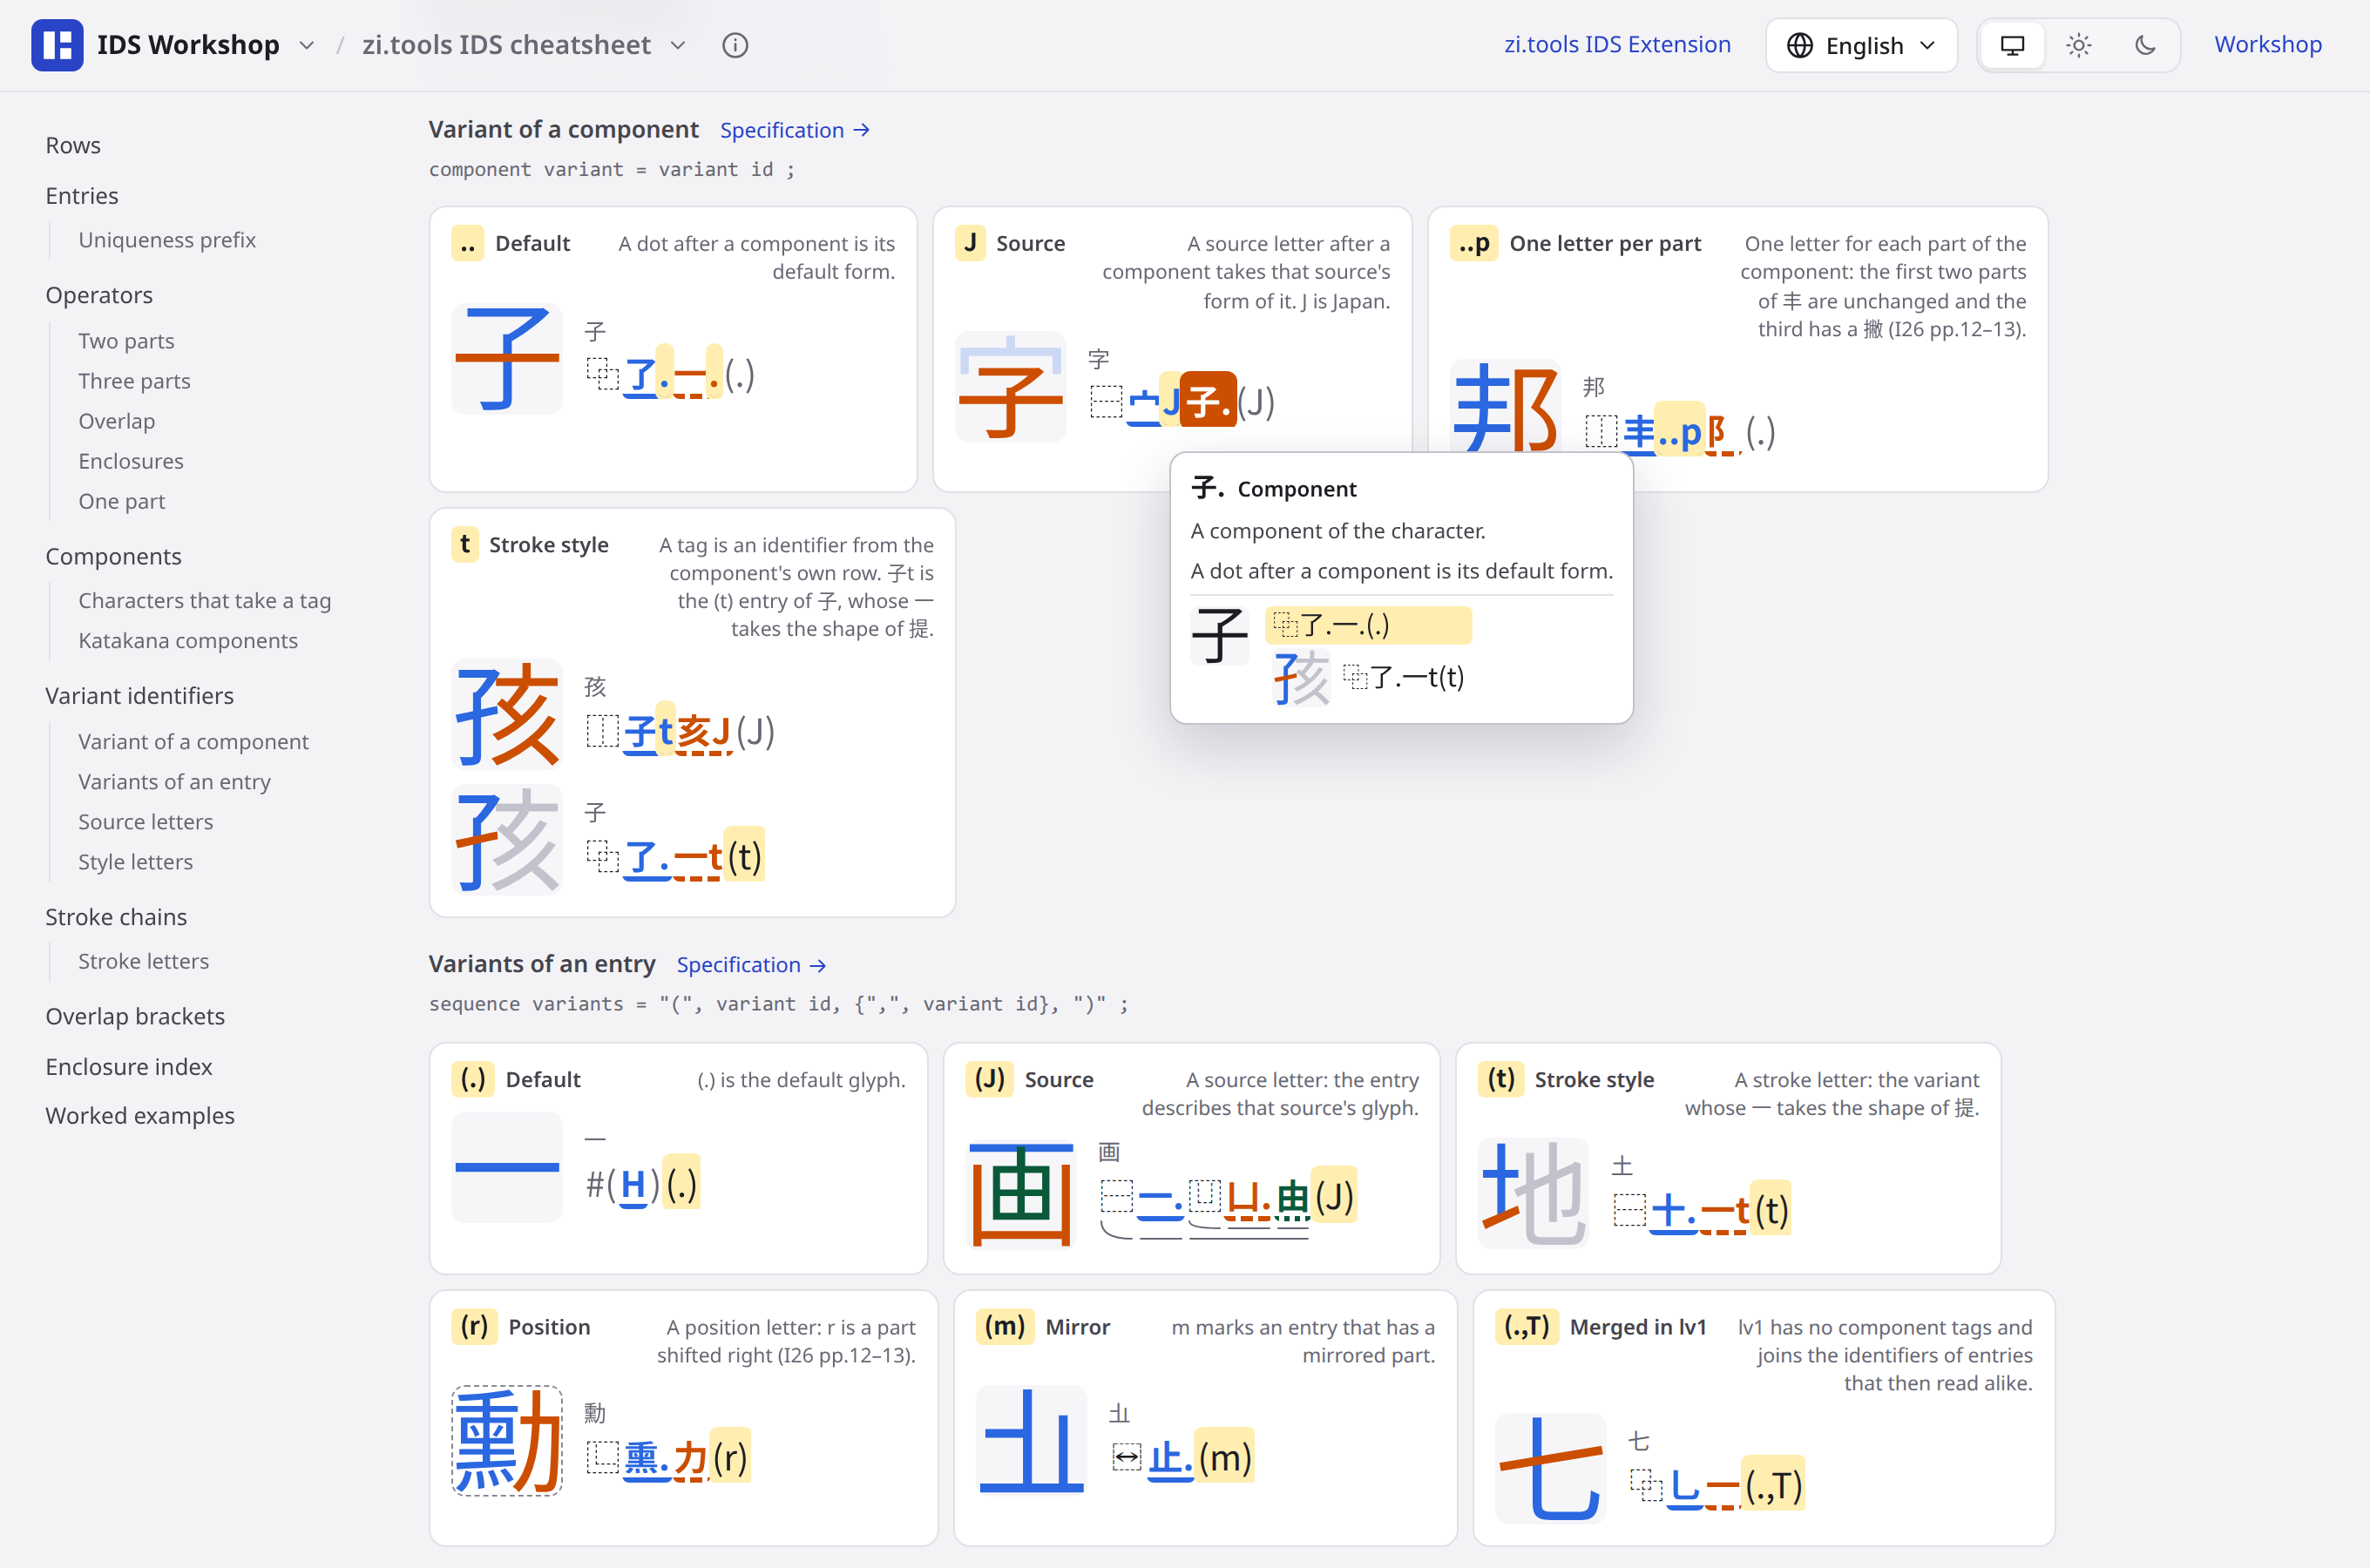 IDS Workshop / zi.tools IDS cheatsheet
zi.tools IDS Extension
English
Workshop
Rows
Entries
Uniqueness prefix
Operators
Two parts
Three parts
Overlap
Enclosures
One part
Components
Characters that take a tag
Katakana components
Variant identifiers
Variant of a component
Variants of an entry
Source letters
Style letters
Stroke chains
Stroke letters
Overlap brackets
Enclosure index
Worked examples
Variant of a component Specification →
component variant = variant id ;
.. Default
A dot after a component is its
default form.
子
子
⿻了.一.(.)
J Source
A source letter after a
component takes that source's
form of it. J is Japan.
字
字
⿱宀J子.(J)
..p One letter per part
One letter for each part of the
component: the first two parts
of 丰 are unchanged and the
third has a 撇 (I26 pp.12–13).
邦
邦
⿰丰..p阝(.)
子. Component
A component of the character.
A dot after a component is its default form.
子
⿻了.一.(.)
孩
⿻了.一t(t)
t Stroke style
A tag is an identifier from the
component's own row. 子t is
the (t) entry of 子, whose 一
takes the shape of 提.
孩
孩
⿰子t亥J(J)
孩
子
⿻了.一t(t)
Variants of an entry Specification →
sequence variants = "(", variant id, {",", variant id}, ")" ;
(.) Default
(.) is the default glyph.
一
一
#(H)(.)
(J) Source
A source letter: the entry
describes that source's glyph.
画
画
⿱一.⿶凵.由(J)
(t) Stroke style
A stroke letter: the variant
whose 一 takes the shape of 提.
地
土
⿱十.一t(t)
(r) Position
A position letter: r is a part
shifted right (I26 pp.12–13).
勳
勳
⿺熏.力(r)
(m) Mirror
m marks an entry that has a
mirrored part.
⿾止.(m)
(.,T) Merged in lv1
lv1 has no component tags and
joins the identifiers of entries
that then read alike.
七
七
⿻乚一(.,T)